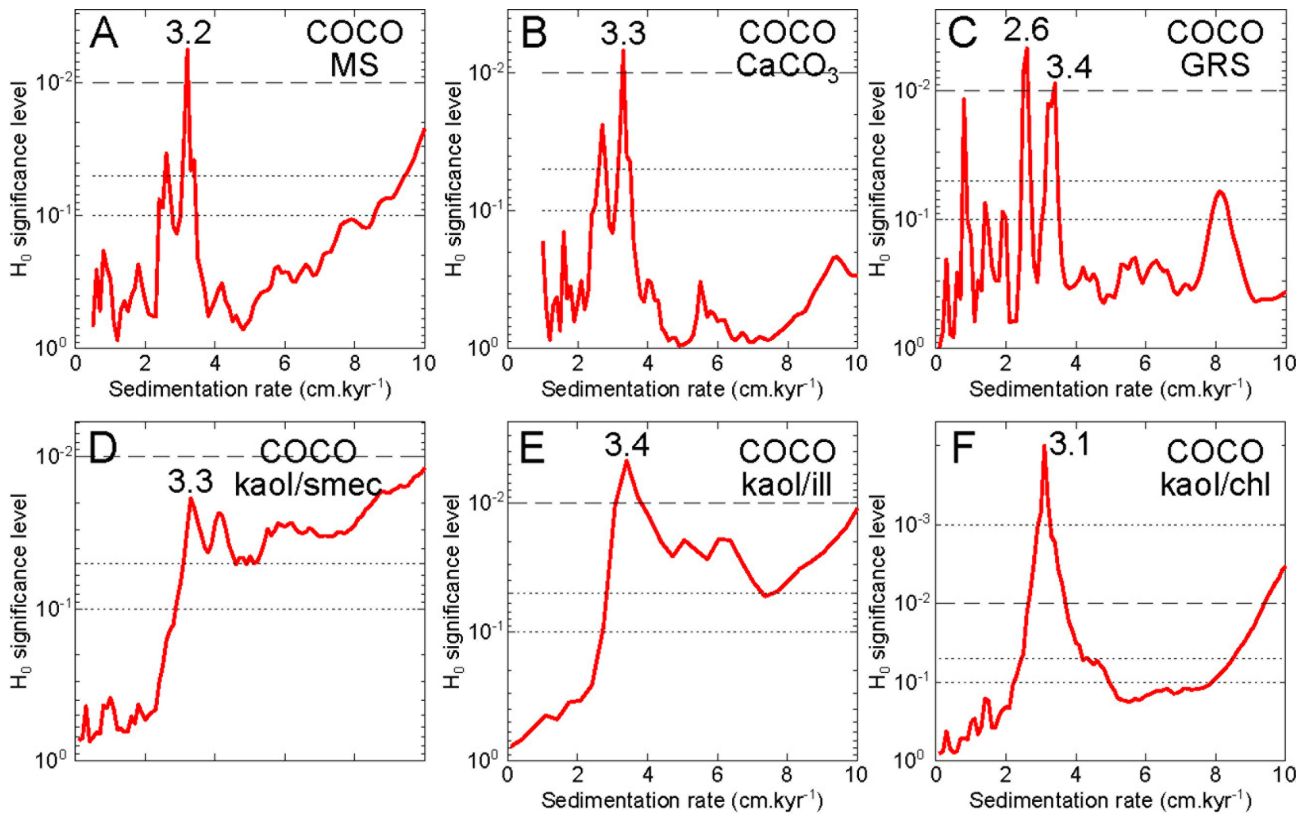 A
3.2
COCO
MS
10⁻²
10⁻¹
10⁰
H₀ significance level
0 2 4 6 8 10
Sedimentation rate (cm.kyr⁻¹)
B
3.3
COCO
CaCO₃
10⁻²
10⁻¹
10⁰
H₀ significance level
0 2 4 6 8 10
Sedimentation rate (cm.kyr⁻¹)
C
2.6
3.4
COCO
GRS
10⁻²
10⁻¹
10⁰
H₀ significance level
0 2 4 6 8 10
Sedimentation rate (cm.kyr⁻¹)
D
3.3
COCO
kaol/smec
10⁻²
10⁻¹
10⁰
H₀ significance level
E
3.4
COCO
kaol/ill
10⁻²
10⁻¹
10⁰
H₀ significance level
0 2 4 6 8 10
Sedimentation rate (cm.kyr⁻¹)
F
3.1
COCO
kaol/chl
10⁻³
10⁻²
10⁻¹
10⁰
H₀ significance level
0 2 4 6 8 10
Sedimentation rate (cm.kyr⁻¹)